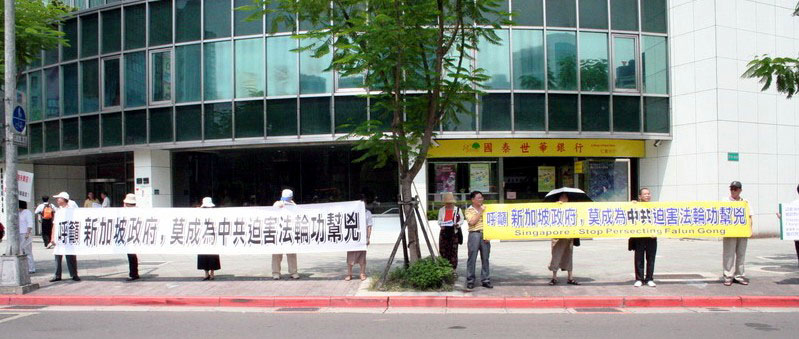 國泰世華銀行
呼籲 新加坡政府,莫成為中共迫害法輪功幫兇
呼籲 新加坡政府,莫成為中共迫害法輪功幫兇
Singapore : Stop Persecuting Falun Gong